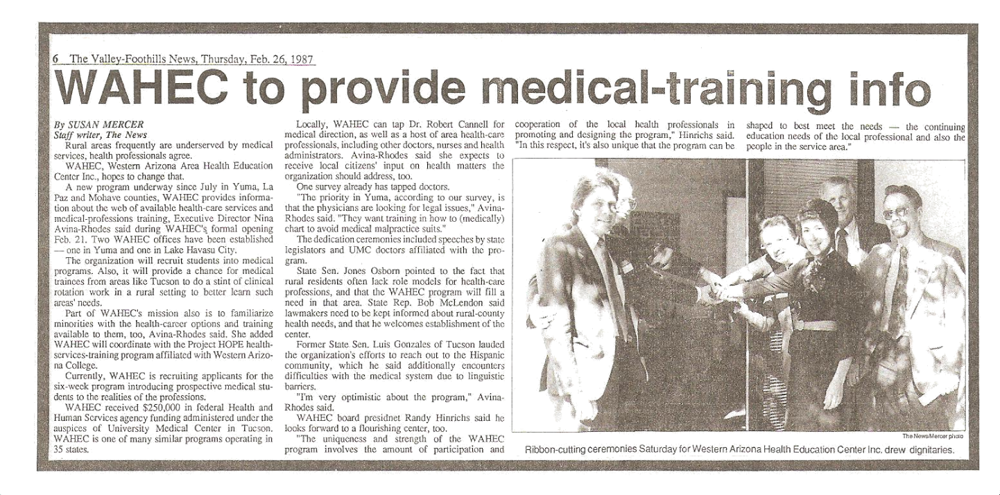 6 The Valley-Foothills News, Thursday, Feb. 26, 1987
WAHEC to provide medical-training info
By SUSAN MERCER
Staff writer, The News
Rural areas frequently are underserved by medical
services, health professionals agree.
WAHEC, Western Arizona Area Health Education
Center Inc., hopes to change that.
A new program underway since July in Yuma, La
Paz and Mohave counties, WAHEC provides informa-
tion about the web of available health-care services and
medical-professions training, Executive Director Nina
Avina-Rhodes said during WAHEC's formal opening
Feb. 21. Two WAHEC offices have been established
— one in Yuma and one in Lake Havasu City.
The organization will recruit students into medical
programs. Also, it will provide a chance for medical
trainees from areas like Tucson to do a stint of clinical
rotation work in a rural setting to better learn such
areas' needs.
Part of WAHEC's mission also is to familiarize
minorities with the health-career options and training
available to them, too, Avina-Rhodes said. She added
WAHEC will coordinate with the Project HOPE health-
services-training program affiliated with Western Arizo-
na College.
Currently, WAHEC is recruiting applicants for the
six-week program introducing prospective medical stu-
dents to the realities of the professions.
WAHEC received $250,000 in federal Health and
Human Services agency funding administered under the
auspices of University Medical Center in Tucson.
WAHEC is one of many similar programs operating in
35 states.
Locally, WAHEC can tap Dr. Robert Cannell for
medical direction, as well as a host of area health-care
professionals, including other doctors, nurses and health
administrators. Avina-Rhodes said she expects to
receive local citizens' input on health matters the
organization should address, too.
One survey already has tapped doctors.
"The priority in Yuma, according to our survey, is
that the physicians are looking for legal issues," Avina-
Rhodes said. "They want training in how to (medically)
chart to avoid medical malpractice suits."
The dedication ceremonies included speeches by state
legislators and UMC doctors affiliated with the pro-
gram.
State Sen. Jones Osborn pointed to the fact that
rural residents often lack role models for health-care
professions, and that the WAHEC program will fill a
need in that area. State Rep. Bob McLendon said
lawmakers need to be kept informed about rural-county
health needs, and that he welcomes establishment of the
center.
Former State Sen. Luis Gonzales of Tucson lauded
the organization's efforts to reach out to the Hispanic
community, which he said additionally encounters
difficulties with the medical system due to linguistic
barriers.
"I'm very optimistic about the program," Avina-
Rhodes said.
WAHEC board presidnet Randy Hinrichs said he
looks forward to a flourishing center, too.
"The uniqueness and strength of the WAHEC
program involves the amount of participation and
cooperation of the local health professionals in
promoting and designing the program," Hinrichs said.
"In this respect, it's also unique that the program can be
shaped to best meet the needs — the continuing
education needs of the local professional and also the
people in the service area."
The News/Mercer photo
Ribbon-cutting ceremonies Saturday for Western Arizona Health Education Center Inc. drew dignitaries.